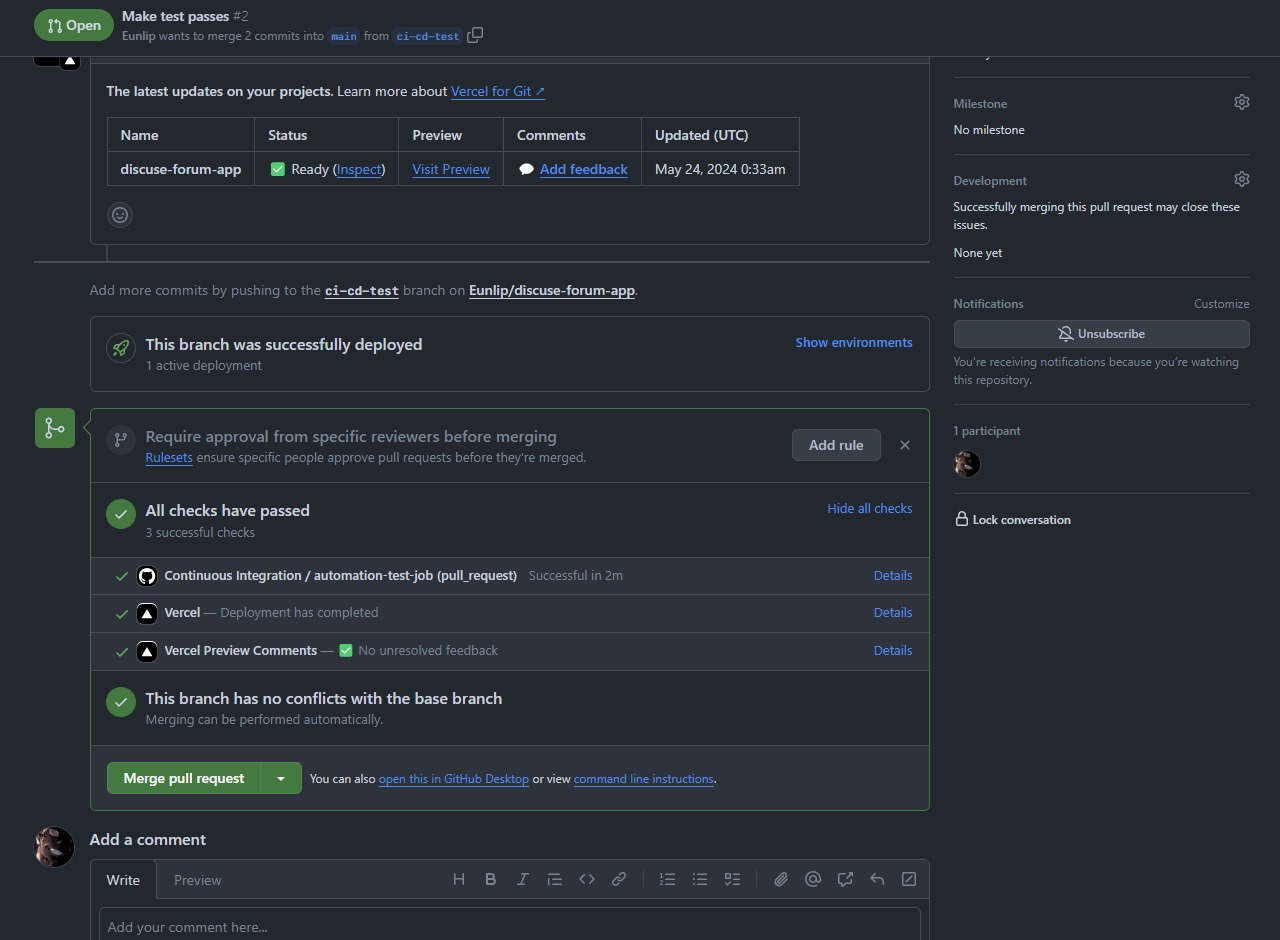 Open
Make test passes #2
Eunlip wants to merge 2 commits into main from ci-cd-test
The latest updates on your projects. Learn more about Vercel for Git ↗
Name Status Preview Comments Updated (UTC)
discuse-forum-app ✅ Ready (Inspect) Visit Preview 💬 Add feedback May 24, 2024 0:33am
Add more commits by pushing to the ci-cd-test branch on Eunlip/discuse-forum-app.
This branch was successfully deployed
1 active deployment
Show environments
Require approval from specific reviewers before merging
Rulesets ensure specific people approve pull requests before they're merged.
Add rule
All checks have passed
3 successful checks
Hide all checks
Continuous Integration / automation-test-job (pull_request) Successful in 2m Details
Vercel — Deployment has completed Details
Vercel Preview Comments — ✅ No unresolved feedback Details
This branch has no conflicts with the base branch
Merging can be performed automatically.
Merge pull request
You can also open this in GitHub Desktop or view command line instructions.
Add a comment
Write Preview
Add your comment here...
Milestone
No milestone
Development
Successfully merging this pull request may close these
issues.
None yet
Notifications Customize
Unsubscribe
You're receiving notifications because you're watching
this repository.
1 participant
Lock conversation